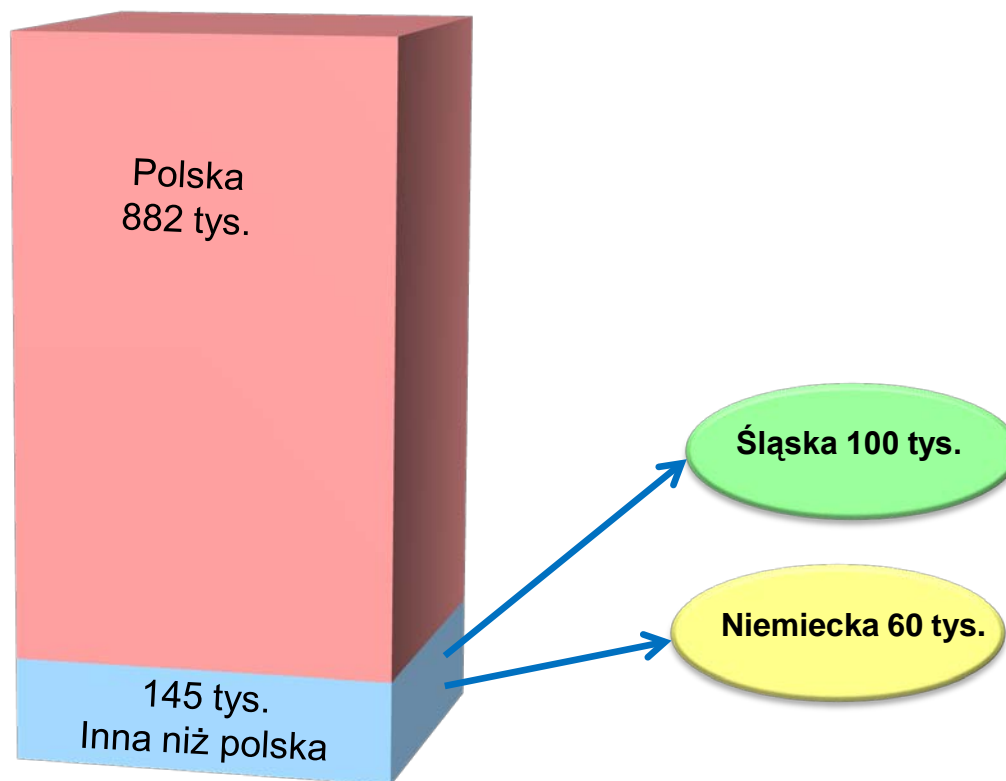 Polska
882 tys.
Śląska 100 tys.
Niemiecka 60 tys.
145 tys.
Inna niż polska